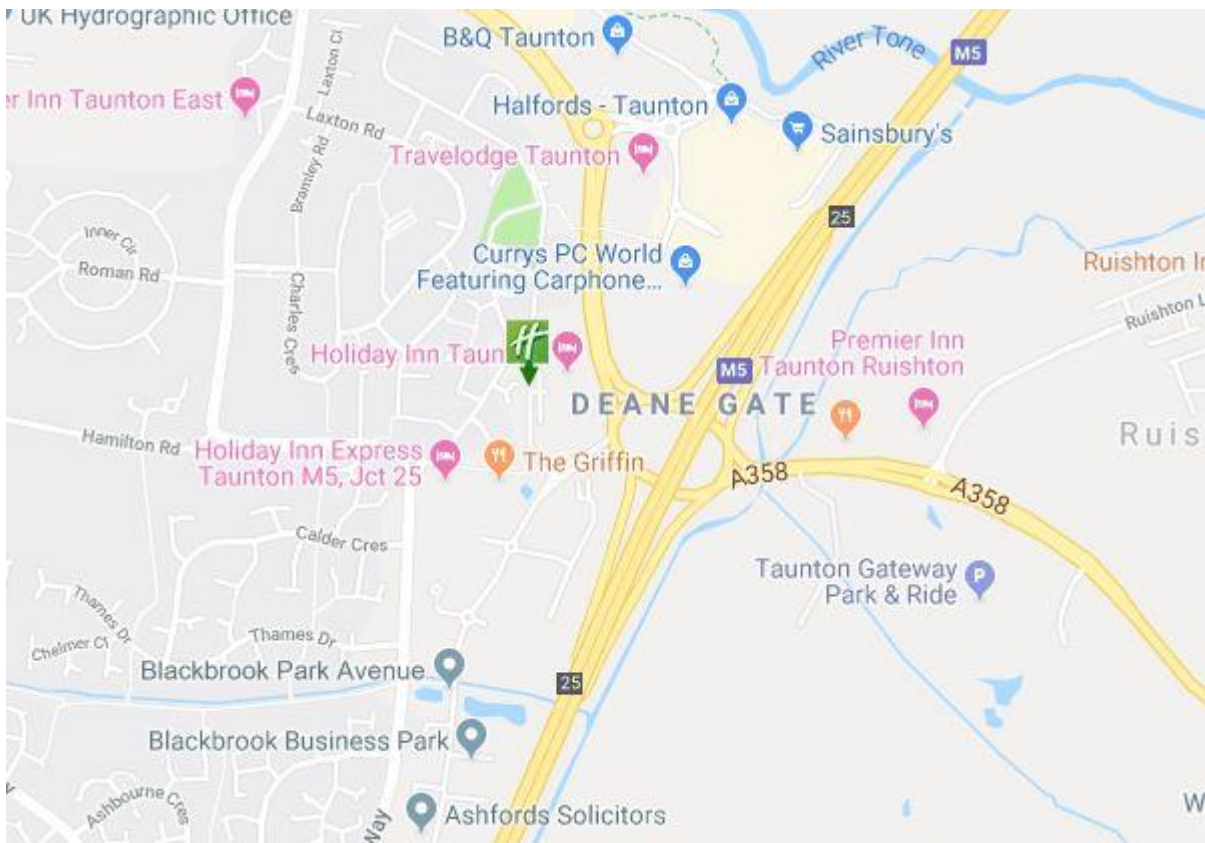 UK Hydrographic Office
B&Q Taunton
River Tone
M5
Laxton Cl
er Inn Taunton East
Halfords - Taunton
Laxton Rd
Sainsbury's
Bramley Rd
Travelodge Taunton
25
Inner Cir
Currys PC World
Featuring Carphone...
Roman Rd
Ruishton In
Charles Cres
Ruishton L
Holiday Inn Taun
H
Premier Inn
Taunton Ruishton
M5
DEANE GATE
Hamilton Rd
Ruis
Holiday Inn Express
Taunton M5, Jct 25
The Griffin
A358
A358
Calder Cres
Taunton Gateway
Park & Ride
P
Thames Dr
Thames Dr
Chelmer Cl
Blackbrook Park Avenue
25
Blackbrook Business Park
Ashbourne Cres
Way
Ashfords Solicitors
W